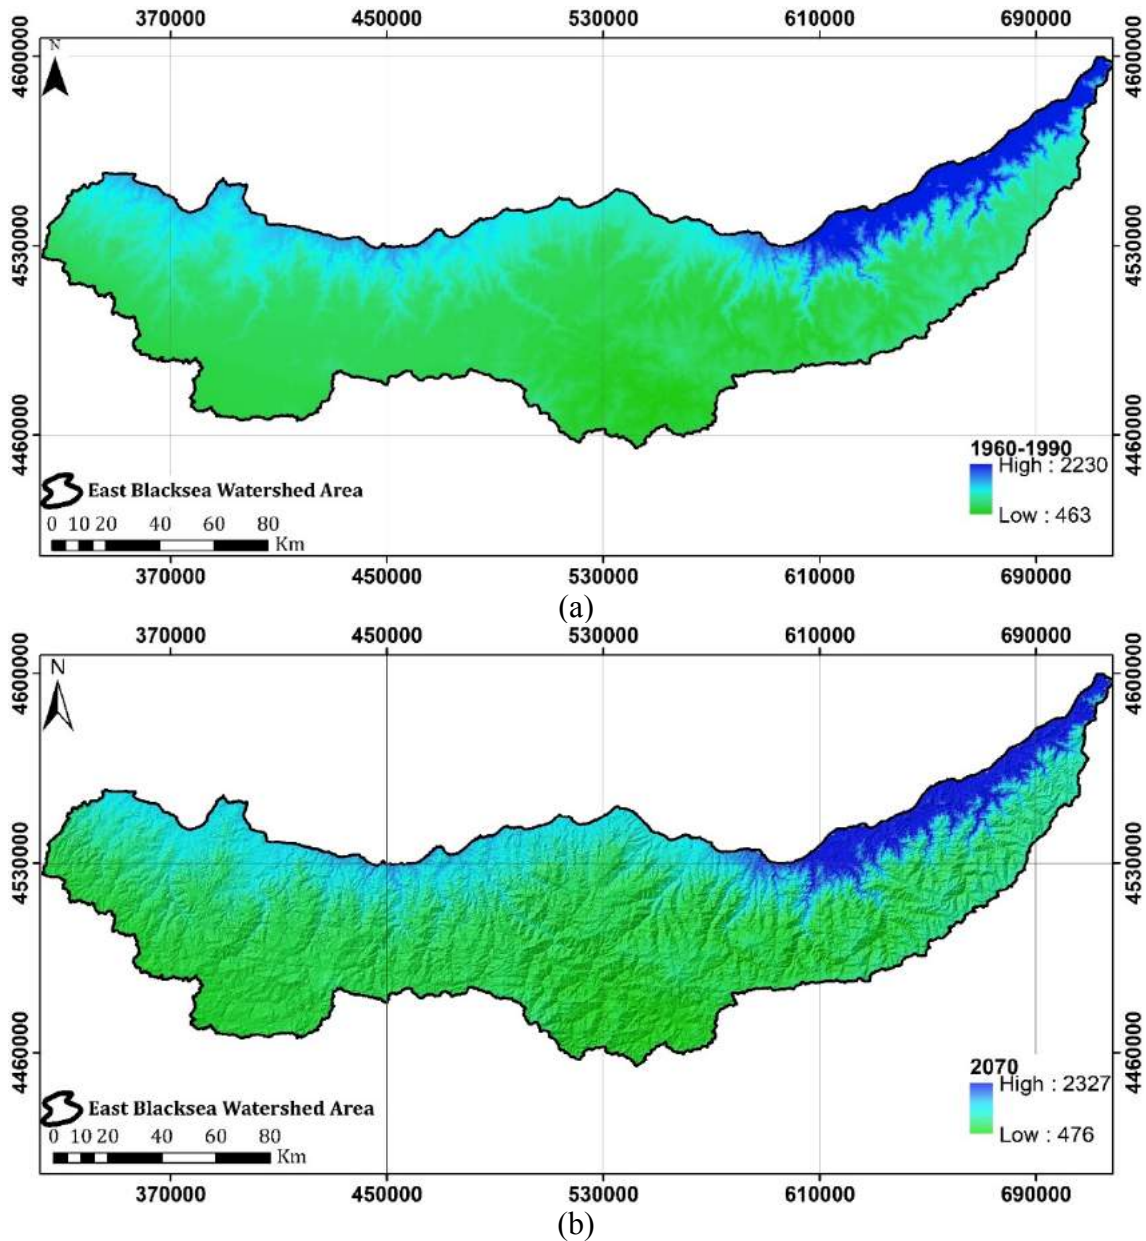 370000 450000 530000 610000 690000
4600000 4600000
N
4530000 4530000
4460000 4460000
1960-1990
High : 2230
Low : 463
East Blacksea Watershed Area
0 10 20 40 60 80
Km
370000 450000 530000 610000 690000
(a)
370000 450000 530000 610000 690000
4600000 4600000
N
4530000 4530000
4460000 4460000
2070
High : 2327
Low : 476
East Blacksea Watershed Area
0 10 20 40 60 80
Km
370000 450000 530000 610000 690000
(b)